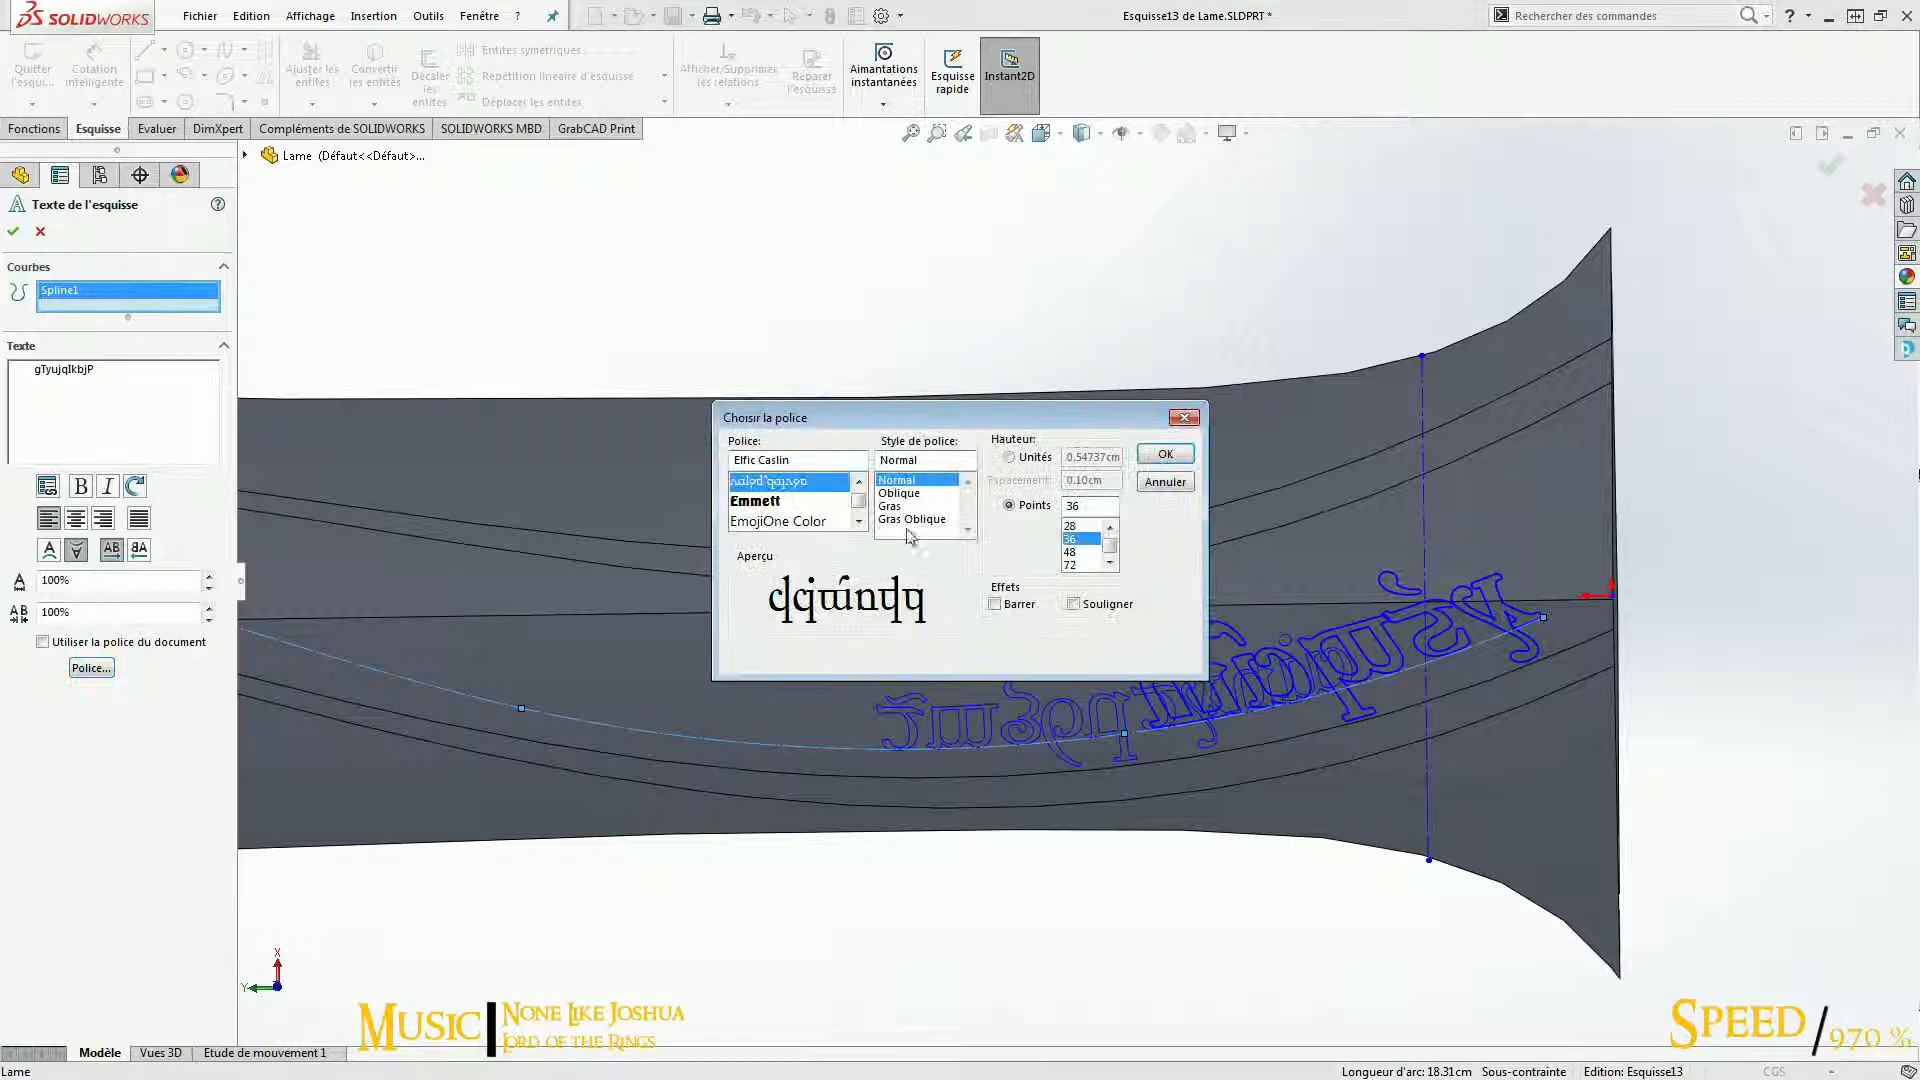 SOLIDWORKS
Fichier Edition Affichage Insertion Outils Fenêtre ?
Esquisse13 de Lame.SLDPRT *
Rechercher des commandes
Quitter l'esqui...
Cotation intelligente
Ajuster les entités
Convertir les entités
Décaler les entités
Entités symétriques
Répétition linéaire d'esquisse
Déplacer les entités
Afficher/Supprimer les relations
Réparer l'esquisse
Aimantations instantanées
Esquisse rapide
Instant2D
Fonctions Esquisse Evaluer DimXpert Compléments de SOLIDWORKS SOLIDWORKS MBD GrabCAD Print
Lame (Défaut<<Défaut>...
Texte de l'esquisse
Courbes
Spline1
Texte
gTyujqIkbjP
100%
100%
Utiliser la police du document
Police...
Choisir la police
Police:
Elfic Caslin
Emmett
EmojiOne Color
Style de police:
Normal
Normal
Oblique
Gras
Gras Oblique
Hauteur:
Unités 0.54737cm
Espacement: 0.10cm
Points 36
28
36
48
72
OK
Annuler
Aperçu
Effets
Barrer Souligner
X
Y
MUSIC
NONE LIKE JOSHUA
LORD OF THE RINGS
SPEED / 970 %
Modèle Vues 3D Etude de mouvement 1
Lame
Longueur d'arc: 18.31cm Sous-contrainte Edition: Esquisse13 CGS